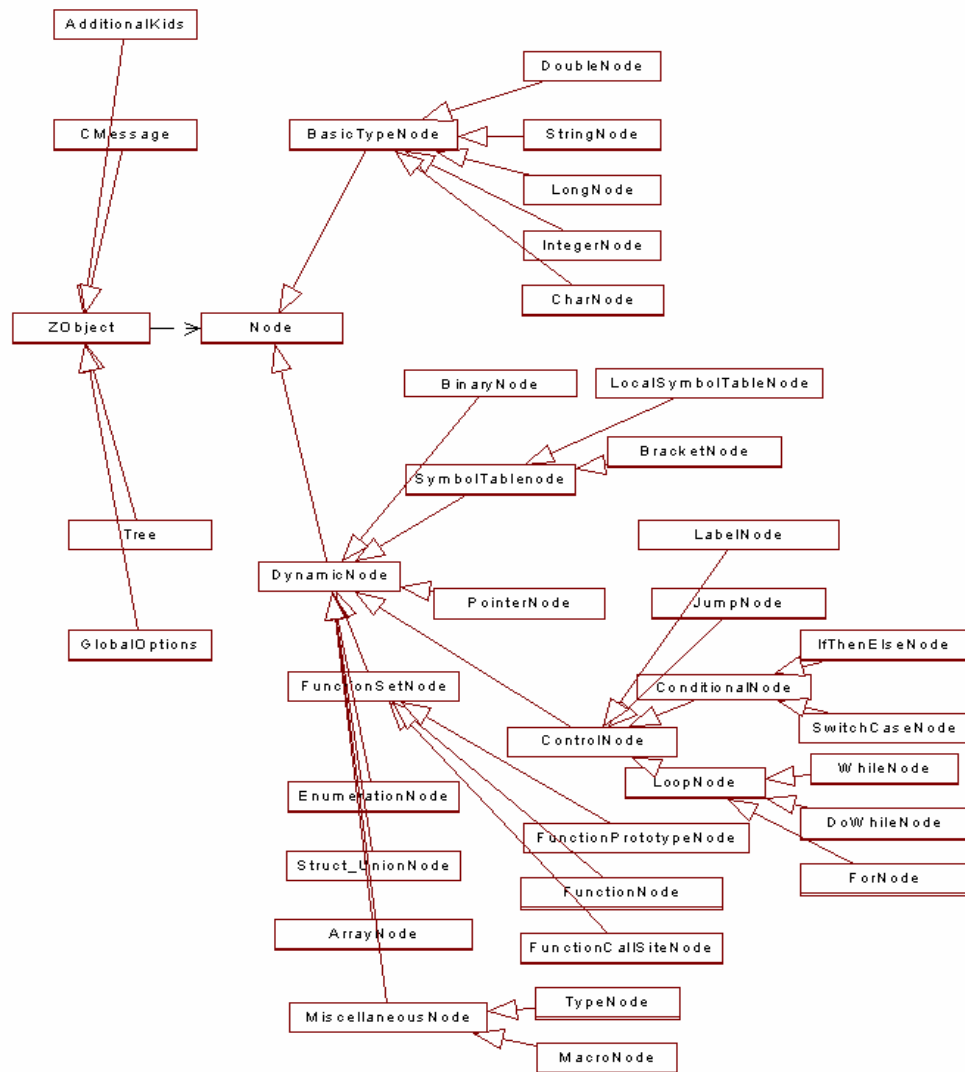 AdditionalKids
DoubleNode
CMessage
BasicTypeNode
StringNode
LongNode
IntegerNode
CharNode
ZObject
Node
BinaryNode
LocalSymbolTableNode
BracketNode
SymbolTablenode
Tree
LabelNode
DynamicNode
PointerNode
JumpNode
GlobalOptions
IfThenElseNode
FunctionSetNode
ConditionalNode
SwitchCaseNode
ControlNode
WhileNode
LoopNode
EnumerationNode
DoWhileNode
FunctionPrototypeNode
Struct_UnionNode
ForNode
FunctionNode
ArrayNode
FunctionCallSiteNode
TypeNode
MiscellaneousNode
MacroNode